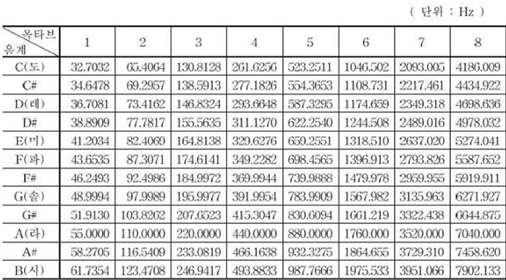 ( 단위 : Hz )
옥타브
음계 1 2 3 4 5 6 7 8
C(도) 32.7032 65.4064 130.8128 261.6256 523.2511 1046.502 2093.005 4186.009
C# 34.6478 69.2957 138.5913 277.1826 554.3653 1108.731 2217.461 4434.922
D(레) 36.7081 73.4162 146.8324 293.6648 587.3295 1174.659 2349.318 4698.636
D# 38.8909 77.7817 155.5635 311.1270 622.2540 1244.508 2489.016 4978.032
E(미) 41.2034 82.4069 164.8138 329.6276 659.2551 1318.510 2637.020 5274.041
F(파) 43.6535 87.3071 174.6141 349.2282 698.4565 1396.913 2793.826 5587.652
F# 46.2493 92.4986 184.9972 369.9944 739.9888 1479.978 2959.955 5919.911
G(솔) 48.9994 97.9989 195.9977 391.9954 783.9909 1567.982 3135.963 6271.927
G# 51.9130 103.8262 207.6523 415.3047 830.6094 1661.219 3322.438 6644.875
A(라) 55.0000 110.0000 220.0000 440.0000 880.0000 1760.000 3520.000 7040.000
A# 58.2705 116.5409 233.0819 466.1638 932.3275 1864.655 3729.310 7458.620
B(시) 61.7354 123.4708 246.9417 493.8833 987.7666 1975.533 3951.066 7902.133